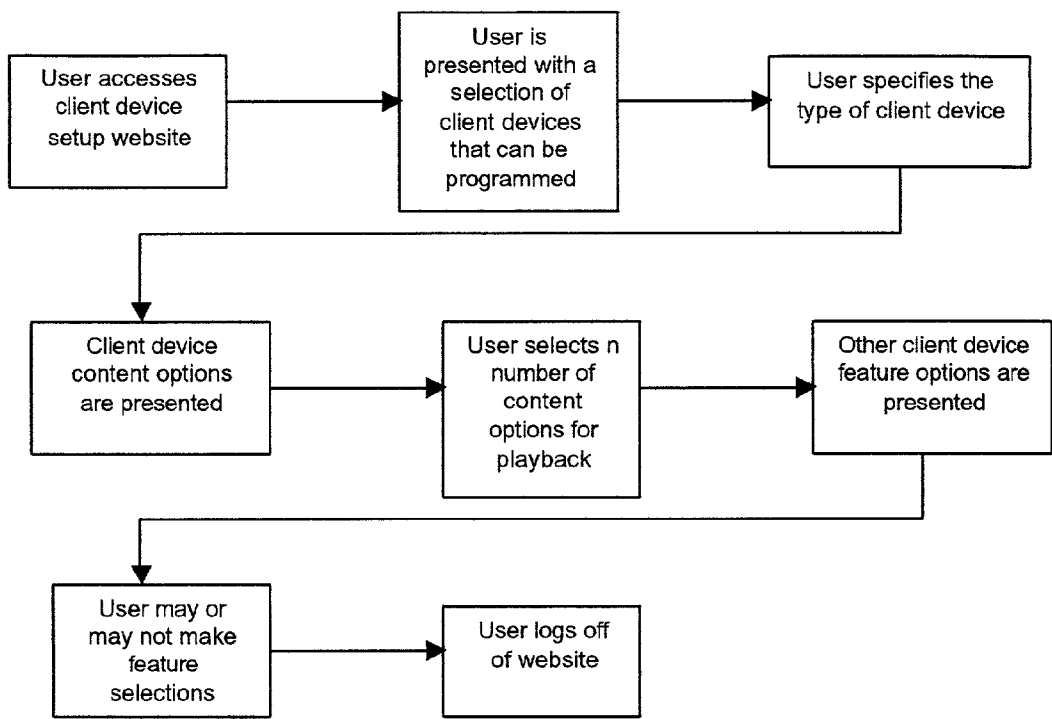 User accesses
client device
setup website
User is
presented with a
selection of
client devices
that can be
programmed
User specifies the
type of client device
Client device
content options
are presented
User selects n
number of
content
options for
playback
Other client device
feature options are
presented
User may or
may not make
feature
selections
User logs off
of website